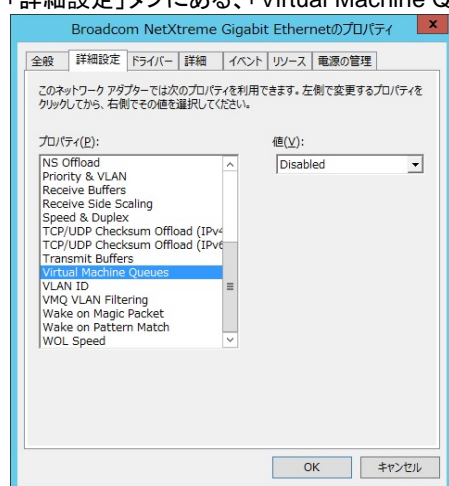 「詳細設定」タブにある、「Virtual Machine Q
Broadcom NetXtreme Gigabit Ethernetのプロパティ
x
全般 詳細設定 ドライバー 詳細 イベント リソース 電源の管理
このネットワーク アダプターでは次のプロパティを利用できます。左側で変更するプロパティを
クリックしてから、右側でその値を選択してください。
プロパティ(P): 値(V):
NS Offload Disabled
Priority & VLAN
Receive Buffers
Receive Side Scaling
Speed & Duplex
TCP/UDP Checksum Offload (IPv4
TCP/UDP Checksum Offload (IPv6
Transmit Buffers
Virtual Machine Queues
VLAN ID
VMQ VLAN Filtering
Wake on Magic Packet
Wake on Pattern Match
WOL Speed
OK キャンセル